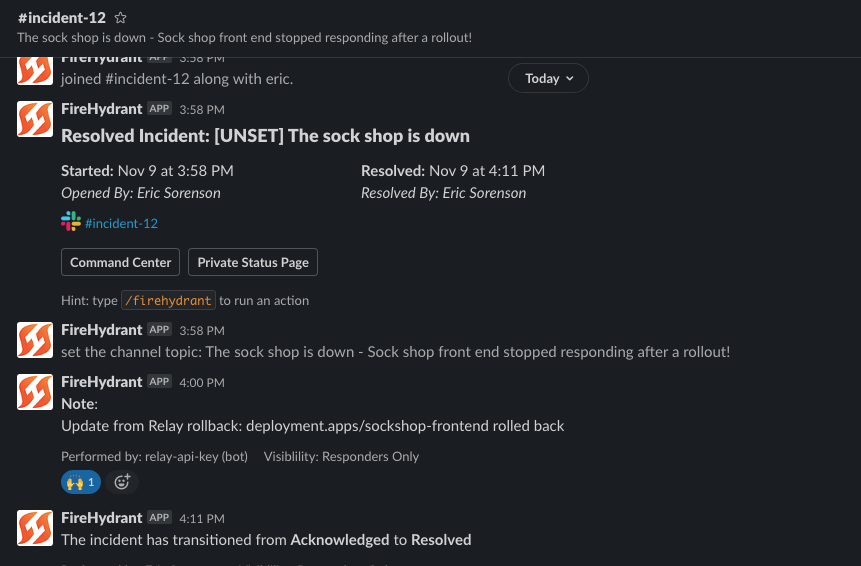 #incident-12
The sock shop is down - Sock shop front end stopped responding after a rollout!
FireHydrant APP 3:58 PM
joined #incident-12 along with eric.
Today
FireHydrant APP 3:58 PM
Resolved Incident: [UNSET] The sock shop is down
Started: Nov 9 at 3:58 PM
Resolved: Nov 9 at 4:11 PM
Opened By: Eric Sorenson
Resolved By: Eric Sorenson
#incident-12
Command Center
Private Status Page
Hint: type /firehydrant to run an action
FireHydrant APP 3:58 PM
set the channel topic: The sock shop is down - Sock shop front end stopped responding after a rollout!
FireHydrant APP 4:00 PM
Note:
Update from Relay rollback: deployment.apps/sockshop-frontend rolled back
Performed by: relay-api-key (bot) Visiblility: Responders Only
1
FireHydrant APP 4:11 PM
The incident has transitioned from Acknowledged to Resolved